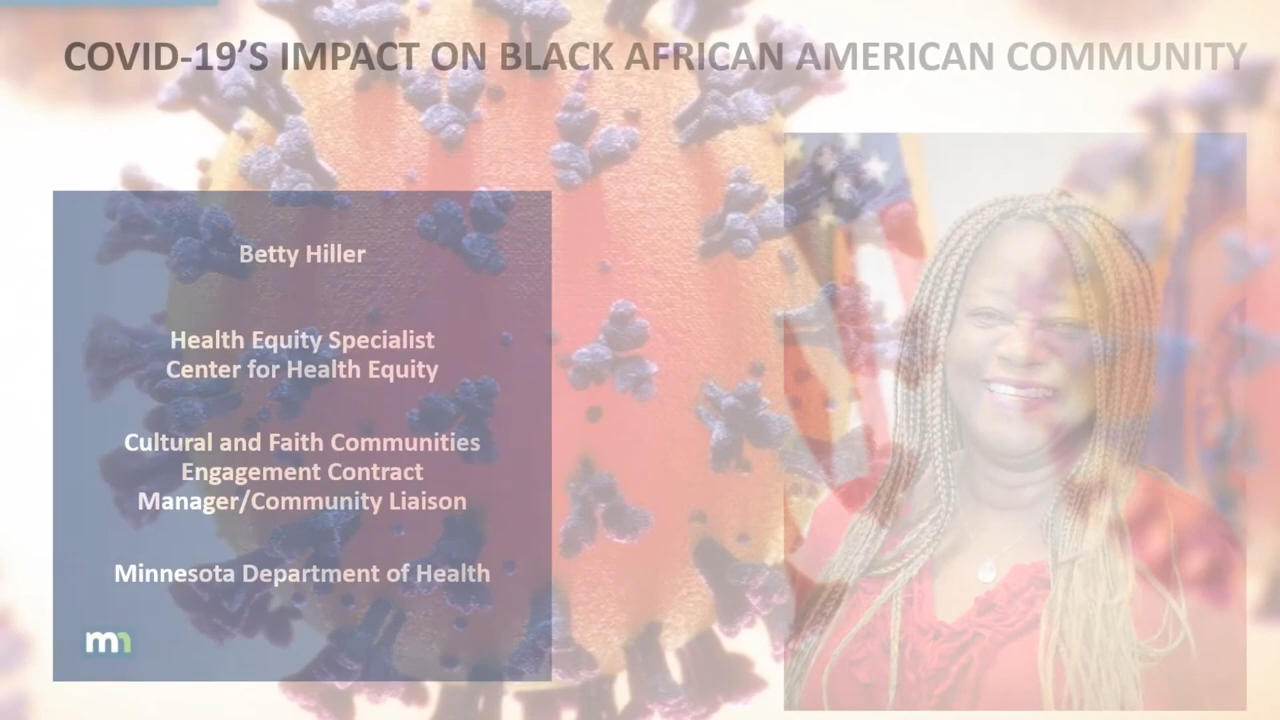 COVID-19’S IMPACT ON BLACK AFRICAN AMERICAN COMMUNITY
Betty Hiller
Health Equity Specialist
Center for Health Equity
Cultural and Faith Communities
Engagement Contract
Manager/Community Liaison
Minnesota Department of Health
mn